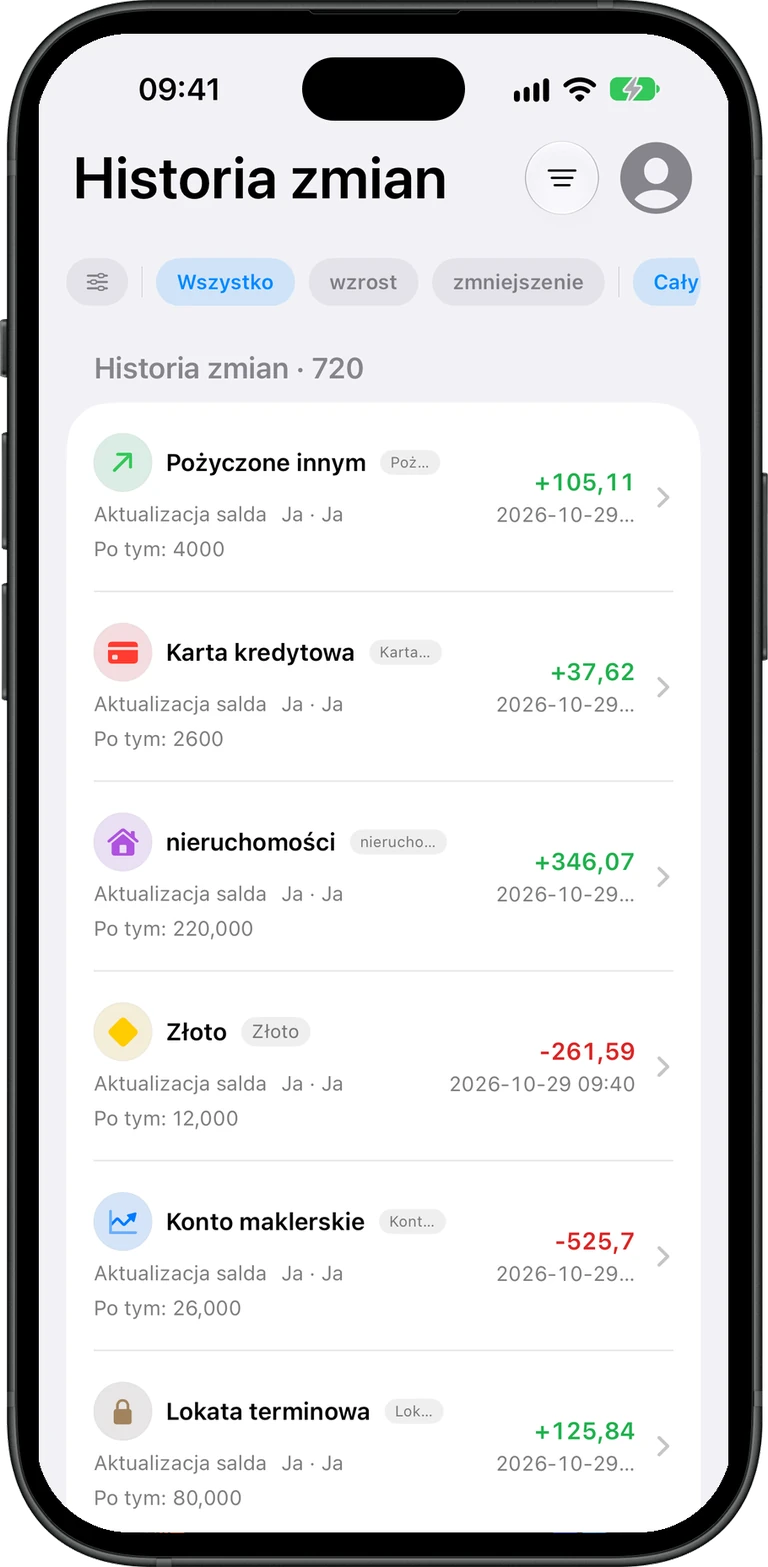 09:41
Historia zmian
Wszystko wzrost zmniejszenie Cały
Historia zmian · 720
Pożyczone innym Poż...
+105,11
Aktualizacja salda Ja · Ja 2026-10-29...
Po tym: 4000
Karta kredytowa Karta...
+37,62
Aktualizacja salda Ja · Ja 2026-10-29...
Po tym: 2600
nieruchomości nierucho...
+346,07
Aktualizacja salda Ja · Ja 2026-10-29...
Po tym: 220,000
Złoto Złoto
-261,59
Aktualizacja salda Ja · Ja 2026-10-29 09:40
Po tym: 12,000
Konto maklerskie Kont...
-525,7
Aktualizacja salda Ja · Ja 2026-10-29...
Po tym: 26,000
Lokata terminowa Lok...
+125,84
Aktualizacja salda Ja · Ja 2026-10-29...
Po tym: 80,000